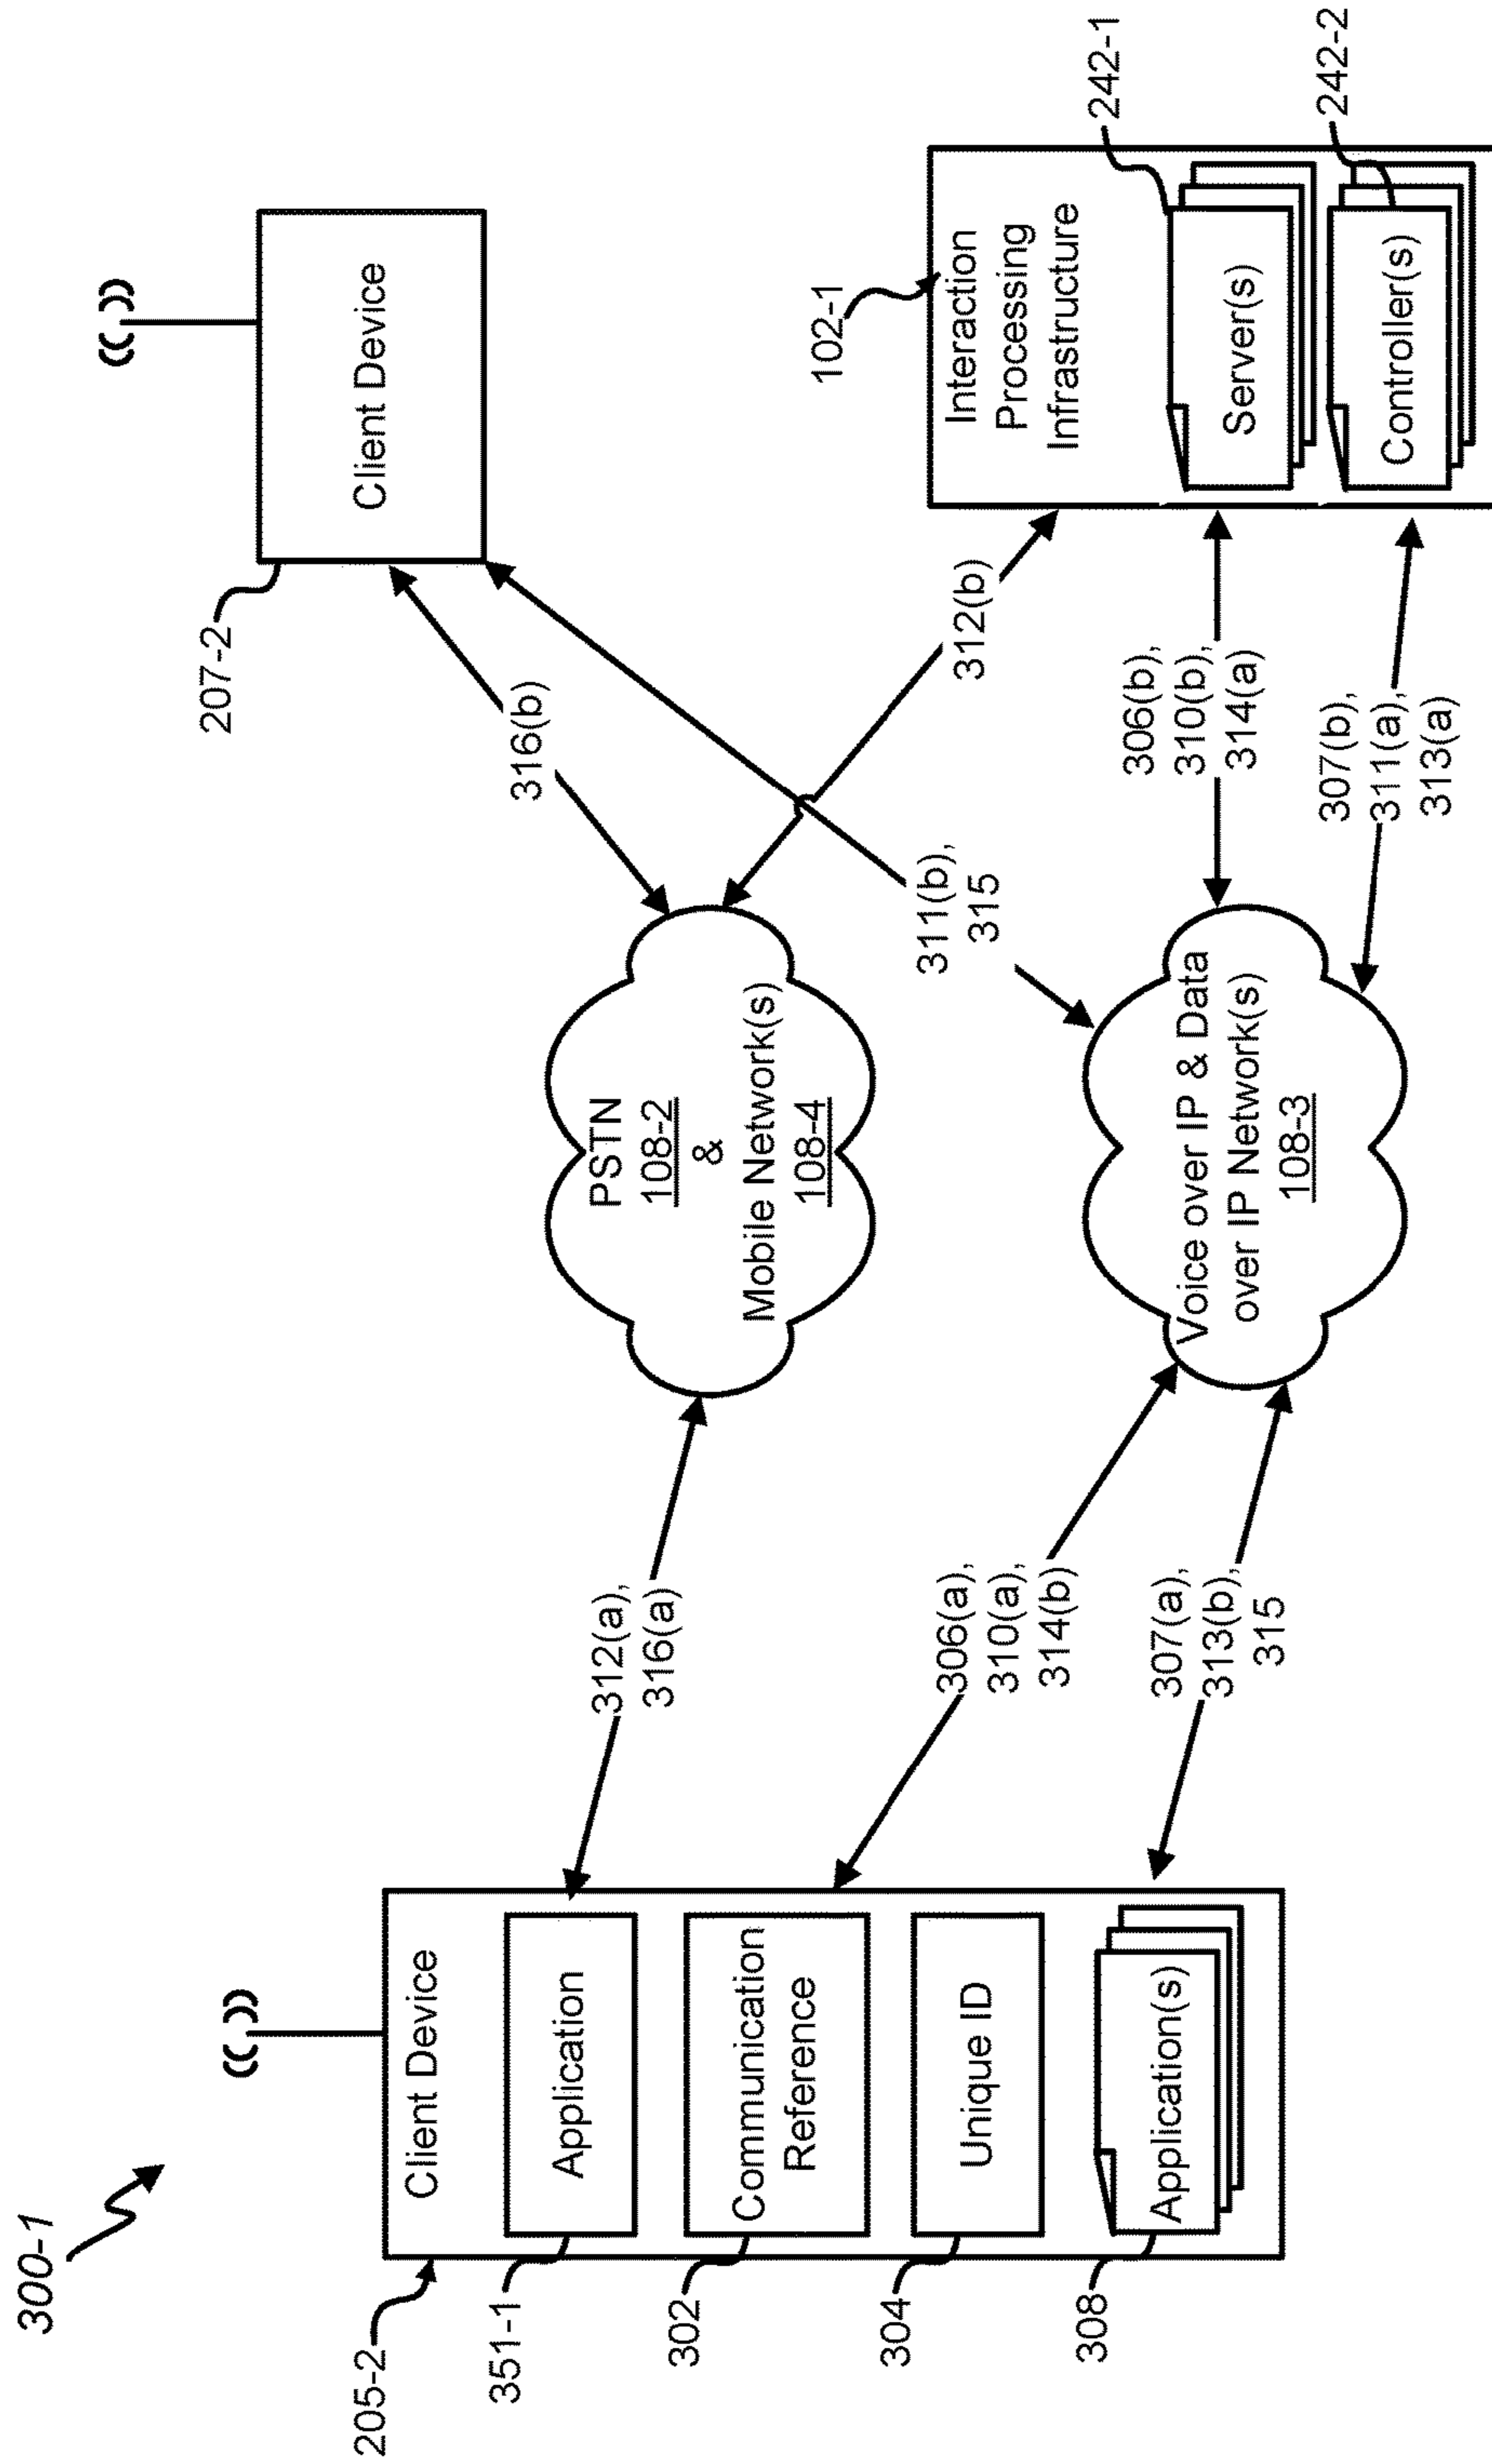 300-1
205-2
Client Device
351-1
Application
302
Communication
Reference
304
Unique ID
308
Application(s)
312(a),
316(a)
306(a),
310(a),
314(b)
307(a),
313(b),
315
PSTN
108-2
&
Mobile Network(s)
108-4
Voice over IP & Data
over IP Network(s)
108-3
316(b)
312(b)
311(b),
315
306(b),
310(b),
314(a)
307(b),
311(a),
313(a)
207-2
Client Device
102-1
Interaction
Processing
Infrastructure
242-1
Server(s)
242-2
Controller(s)